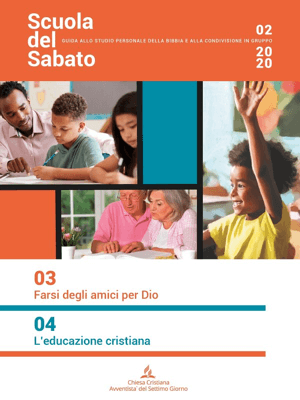 Scuola
del
Sabato
GUIDA ALLO STUDIO PERSONALE DELLA BIBBIA E ALLA CONDIVISIONE IN GRUPPO
02
20
20
03
Farsi degli amici per Dio
04
L'educazione cristiana
Chiesa Cristiana
Avventista del Settimo Giorno